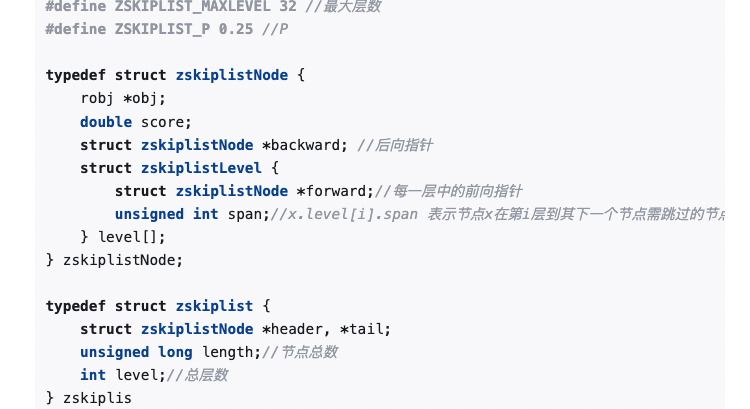 #define ZSKIPLIST_MAXLEVEL 32 //最大层数
#define ZSKIPLIST_P 0.25 //P
typedef struct zskiplistNode {
    robj *obj;
    double score;
    struct zskiplistNode *backward; //后向指针
    struct zskiplistLevel {
        struct zskiplistNode *forward;//每一层中的前向指针
        unsigned int span;//x.level[i].span 表示节点x在第i层到其下一个节点需跳过的节点
    } level[];
} zskiplistNode;
typedef struct zskiplist {
    struct zskiplistNode *header, *tail;
    unsigned long length;//节点总数
    int level;//总层数
} zskiplis